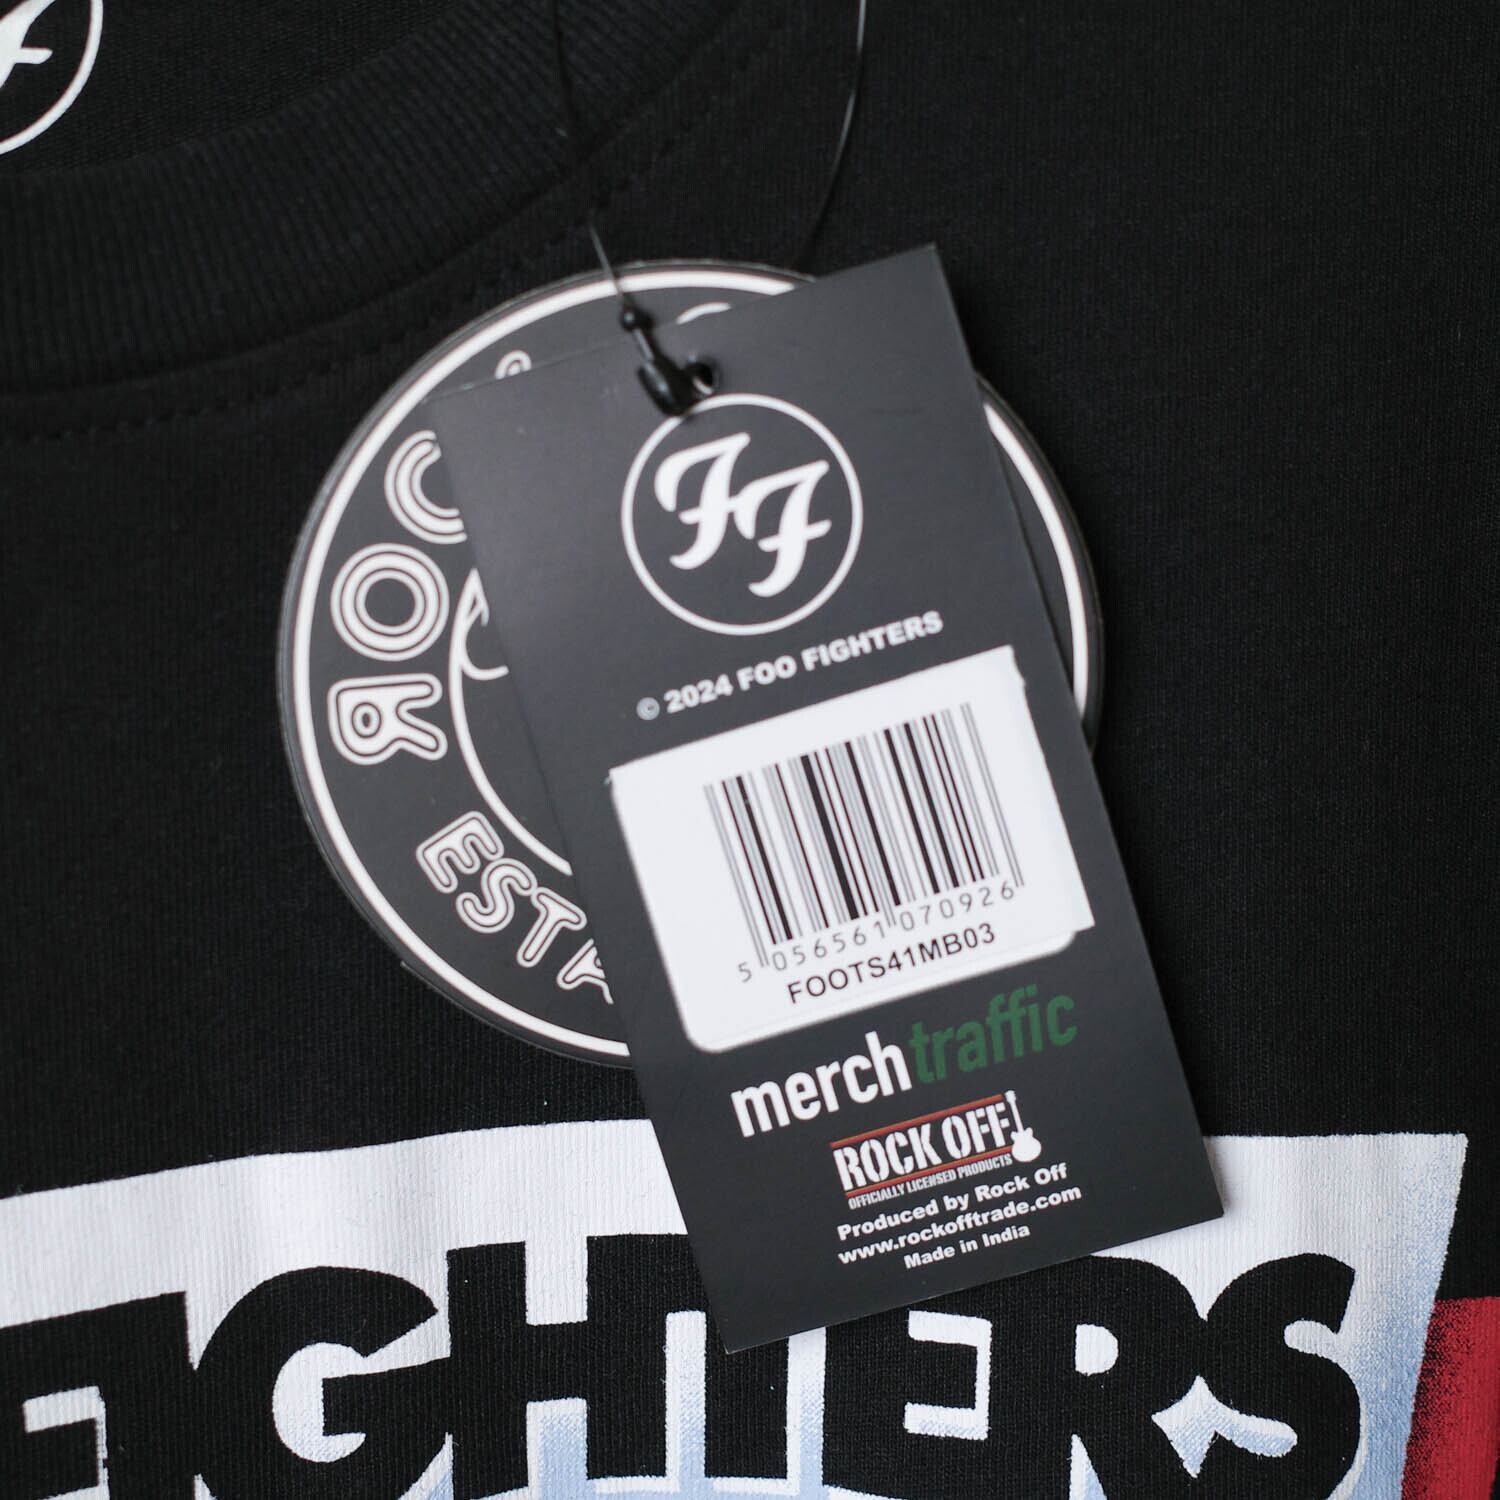 FF
© 2024 FOO FIGHTERS
5 056561 070926
FOOTS41MB03
merchtraffic
ROCK OFF
OFFICIALLY LICENSED PRODUCTS
Produced by Rock Off
www.rockofftrade.com
Made in India
FIGHTERS